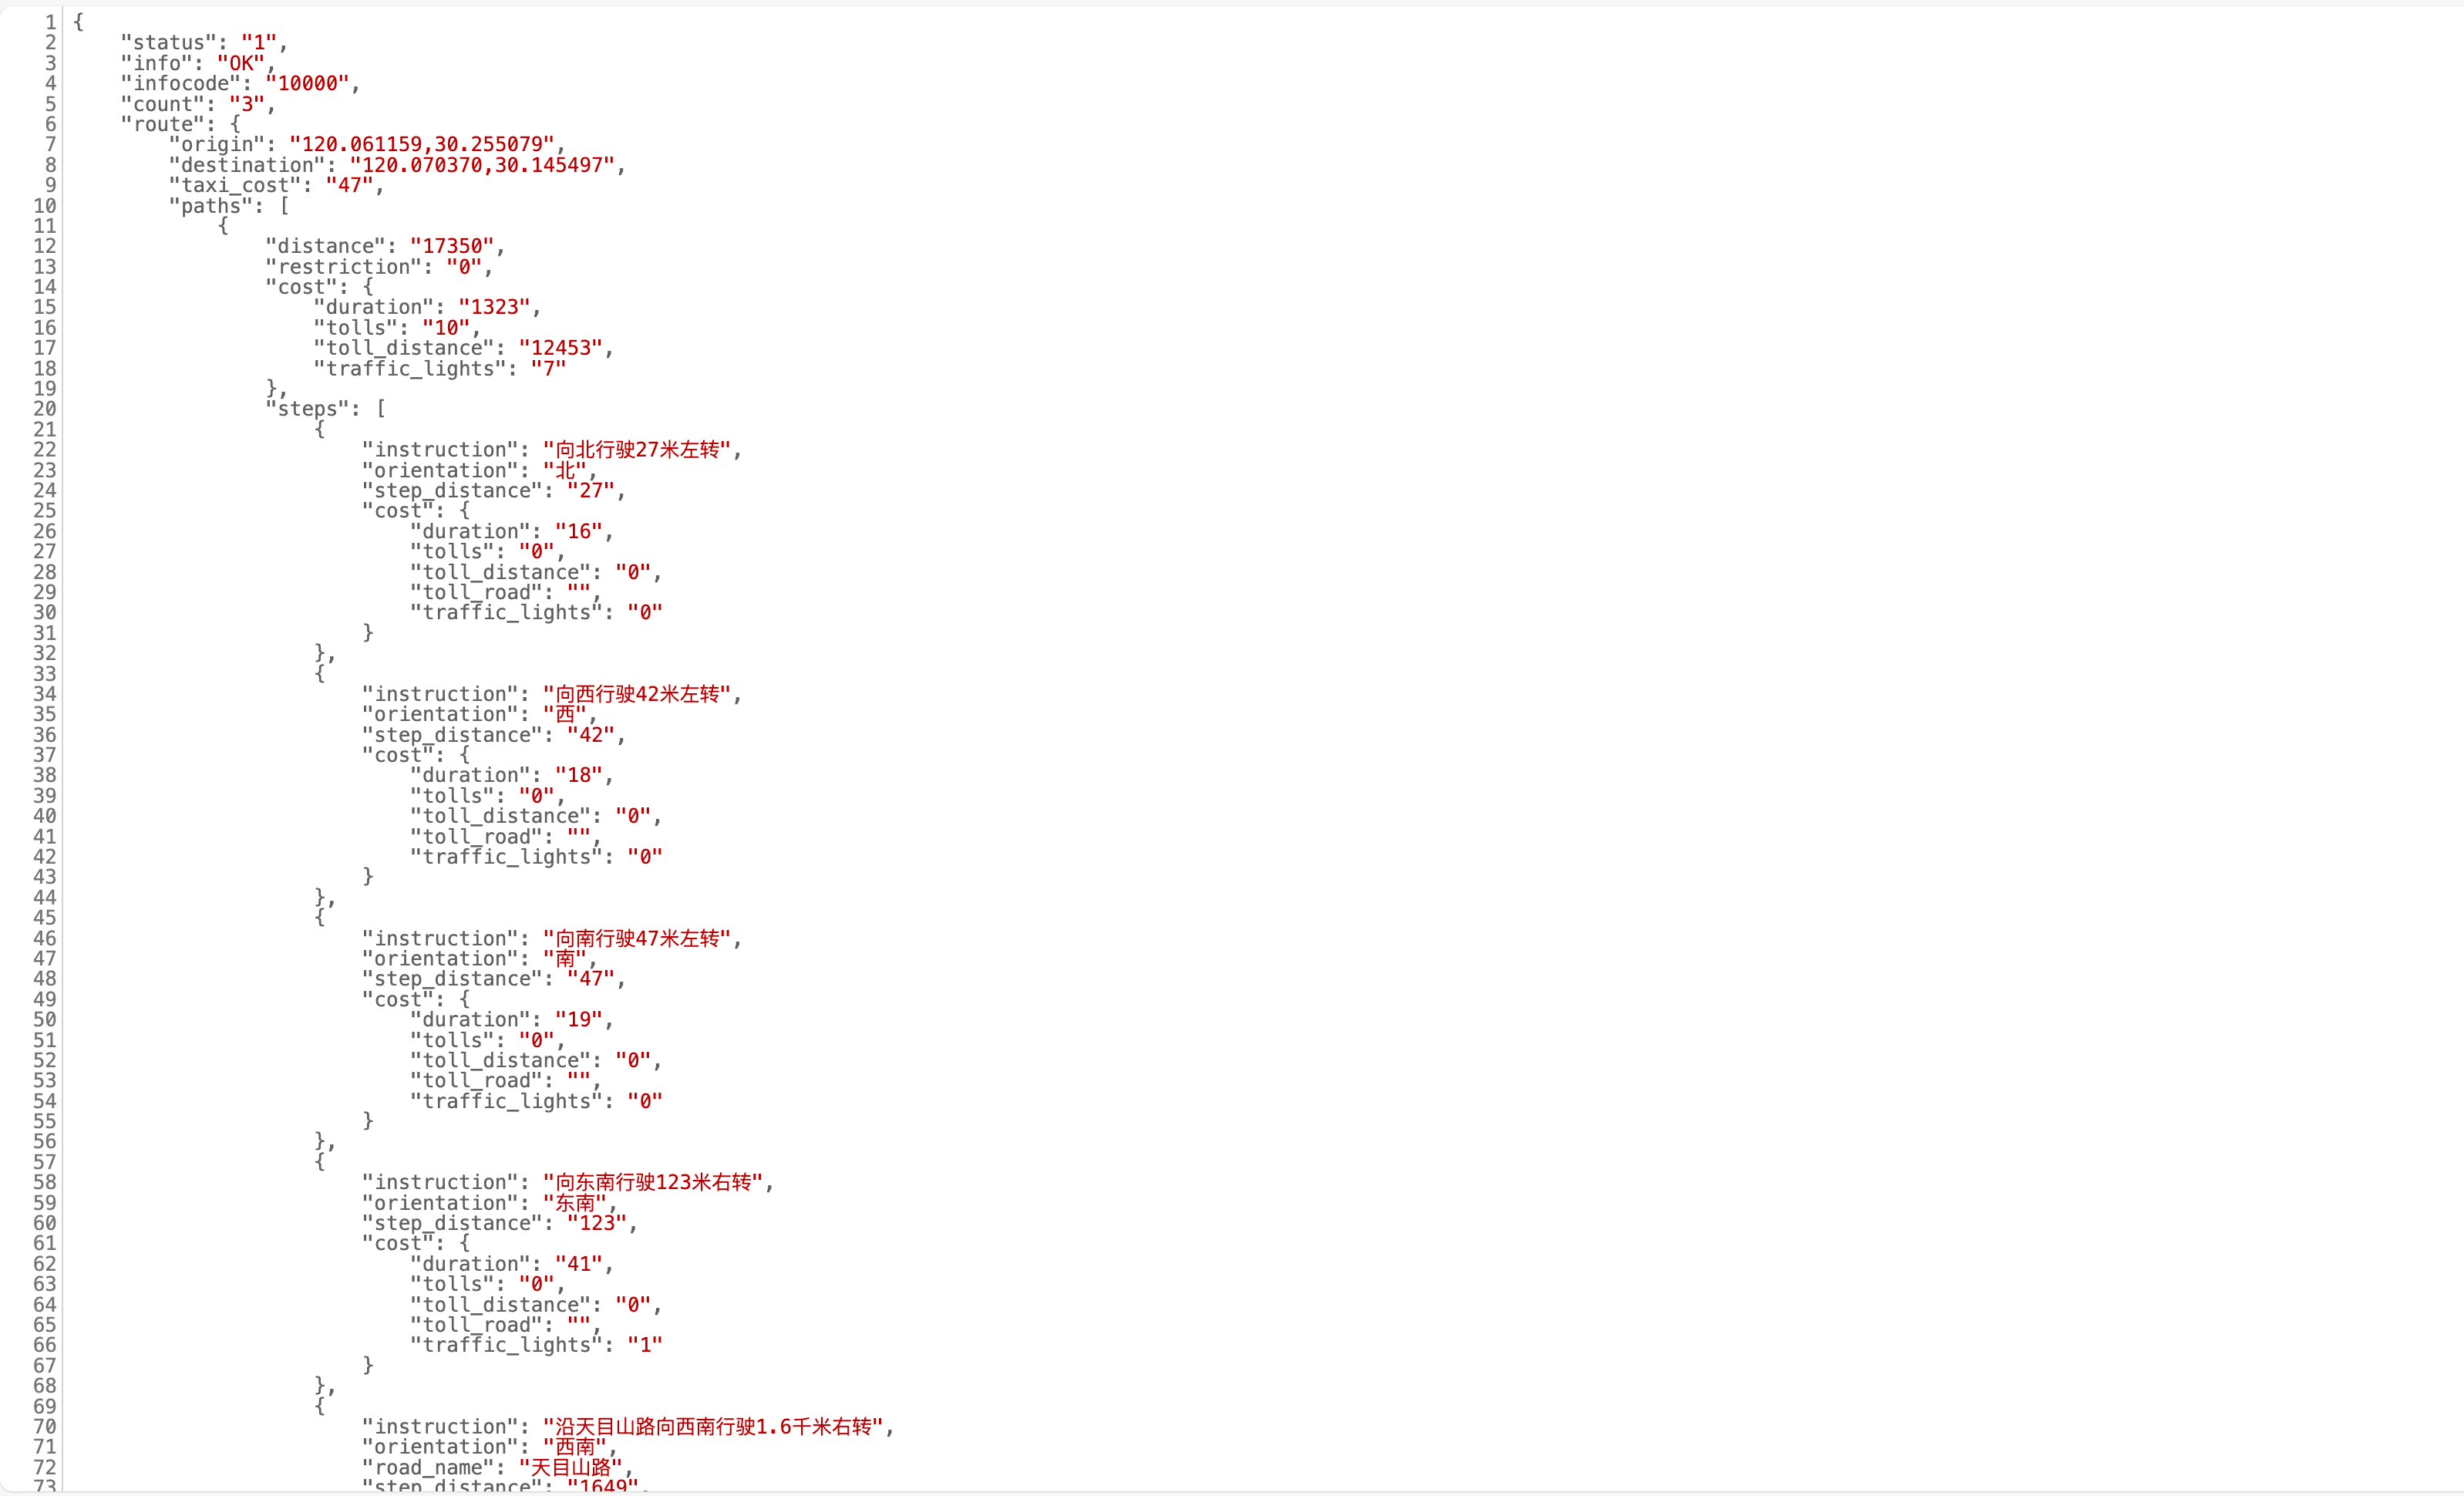 1 {
2     "status": "1",
3     "info": "OK",
4     "infocode": "10000",
5     "count": "3",
6     "route": {
7         "origin": "120.061159,30.255079",
8         "destination": "120.070370,30.145497",
9         "taxi_cost": "47",
10         "paths": [
11             {
12                 "distance": "17350",
13                 "restriction": "0",
14                 "cost": {
15                     "duration": "1323",
16                     "tolls": "10",
17                     "toll_distance": "12453",
18                     "traffic_lights": "7"
19                 },
20                 "steps": [
21                     {
22                         "instruction": "向北行驶27米左转",
23                         "orientation": "北",
24                         "step_distance": "27",
25                         "cost": {
26                             "duration": "16",
27                             "tolls": "0",
28                             "toll_distance": "0",
29                             "toll_road": "",
30                             "traffic_lights": "0"
31                         }
32                     },
33                     {
34                         "instruction": "向西行驶42米左转",
35                         "orientation": "西",
36                         "step_distance": "42",
37                         "cost": {
38                             "duration": "18",
39                             "tolls": "0",
40                             "toll_distance": "0",
41                             "toll_road": "",
42                             "traffic_lights": "0"
43                         }
44                     },
45                     {
46                         "instruction": "向南行驶47米左转",
47                         "orientation": "南",
48                         "step_distance": "47",
49                         "cost": {
50                             "duration": "19",
51                             "tolls": "0",
52                             "toll_distance": "0",
53                             "toll_road": "",
54                             "traffic_lights": "0"
55                         }
56                     },
57                     {
58                         "instruction": "向东南行驶123米右转",
59                         "orientation": "东南",
60                         "step_distance": "123",
61                         "cost": {
62                             "duration": "41",
63                             "tolls": "0",
64                             "toll_distance": "0",
65                             "toll_road": "",
66                             "traffic_lights": "1"
67                         }
68                     },
69                     {
70                         "instruction": "沿天目山路向西南行驶1.6千米右转",
71                         "orientation": "西南",
72                         "road_name": "天目山路",
73                         "step_distance": "1649",